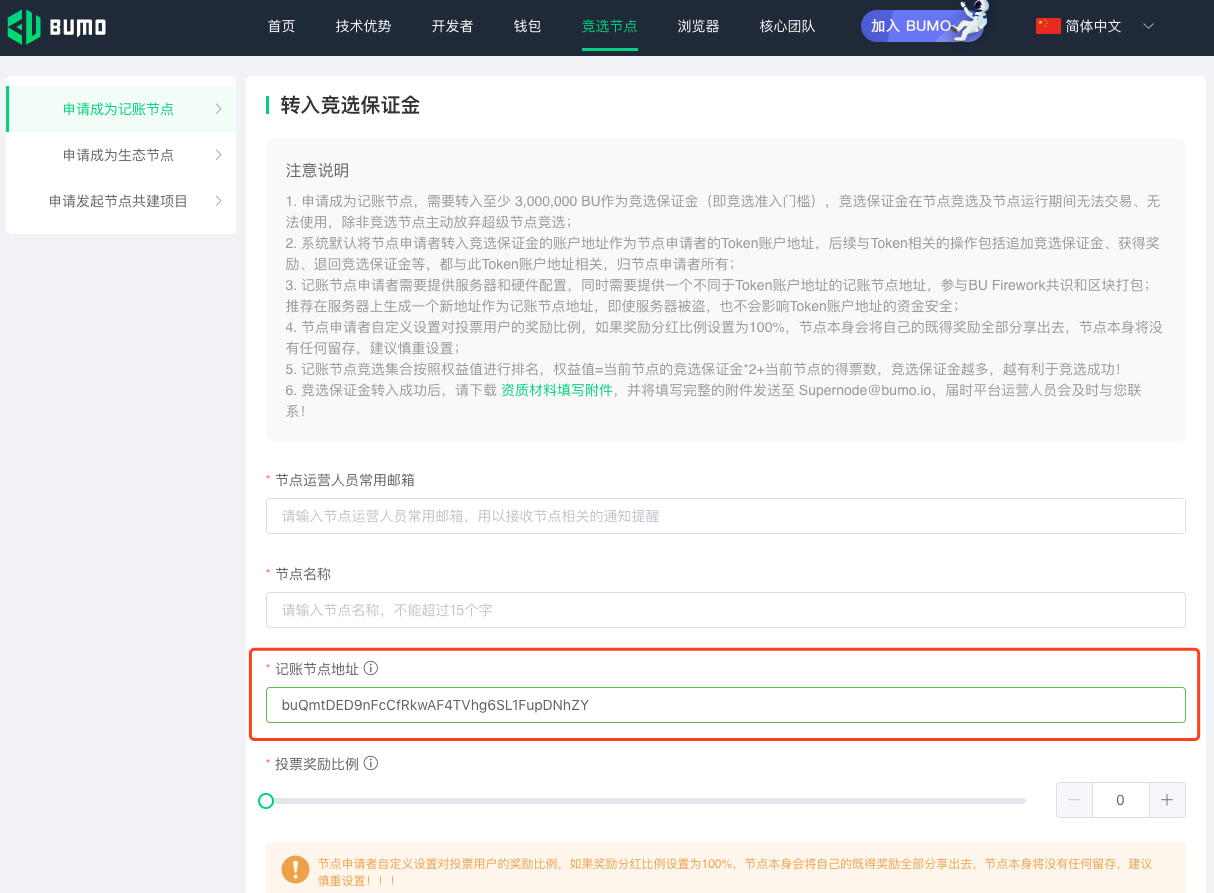 BUMO
首页
技术优势
开发者
钱包
竞选节点
浏览器
核心团队
加入 BUMO
简体中文
申请成为记账节点
申请成为生态节点
申请发起节点共建项目
转入竞选保证金
注意说明
1. 申请成为记账节点，需要转入至少 3,000,000 BU作为竞选保证金（即竞选准入门槛），竞选保证金在节点竞选及节点运行期间无法交易、无
法使用，除非竞选节点主动放弃超级节点竞选；
2. 系统默认将节点申请者转入竞选保证金的账户地址作为节点申请者的Token账户地址，后续与Token相关的操作包括追加竞选保证金、获得奖
励、退回竞选保证金等，都与此Token账户地址相关，归节点申请者所有；
3. 记账节点申请者需要提供服务器和硬件配置，同时需要提供一个不同于Token账户地址的记账节点地址，参与BU Firework共识和区块打包；
推荐在服务器上生成一个新地址作为记账节点地址，即使服务器被盗，也不会影响Token账户地址的资金安全；
4. 节点申请者自定义设置对投票用户的奖励比例，如果奖励分红比例设置为100%，节点本身会将自己的既得奖励全部分享出去，节点本身将没
有任何留存，建议慎重设置；
5. 记账节点竞选集合按照权益值进行排名，权益值=当前节点的竞选保证金*2+当前节点的得票数，竞选保证金越多，越有利于竞选成功！
6. 竞选保证金转入成功后，请下载 资质材料填写附件，并将填写完整的附件发送至 Supernode@bumo.io，届时平台运营人员会及时与您联
系！
* 节点运营人员常用邮箱
请输入节点运营人员常用邮箱，用以接收节点相关的通知提醒
* 节点名称
请输入节点名称，不能超过15个字
* 记账节点地址
buQmtDED9nFcCfRkwAF4TVhg6SL1FupDNhZY
* 投票奖励比例
0
节点申请者自定义设置对投票用户的奖励比例，如果奖励分红比例设置为100%，节点本身会将自己的既得奖励全部分享出去，节点本身将没有任何留存，建议
慎重设置！！！